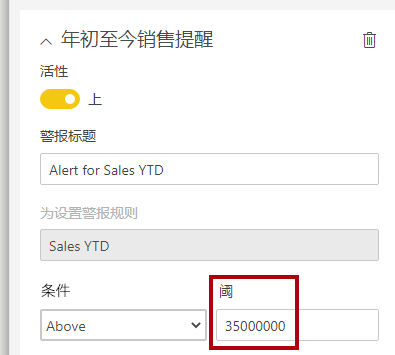 年初至今销售提醒
活性
上
警报标题
Alert for Sales YTD
为设置警报规则
Sales YTD
条件 阈
Above 35000000